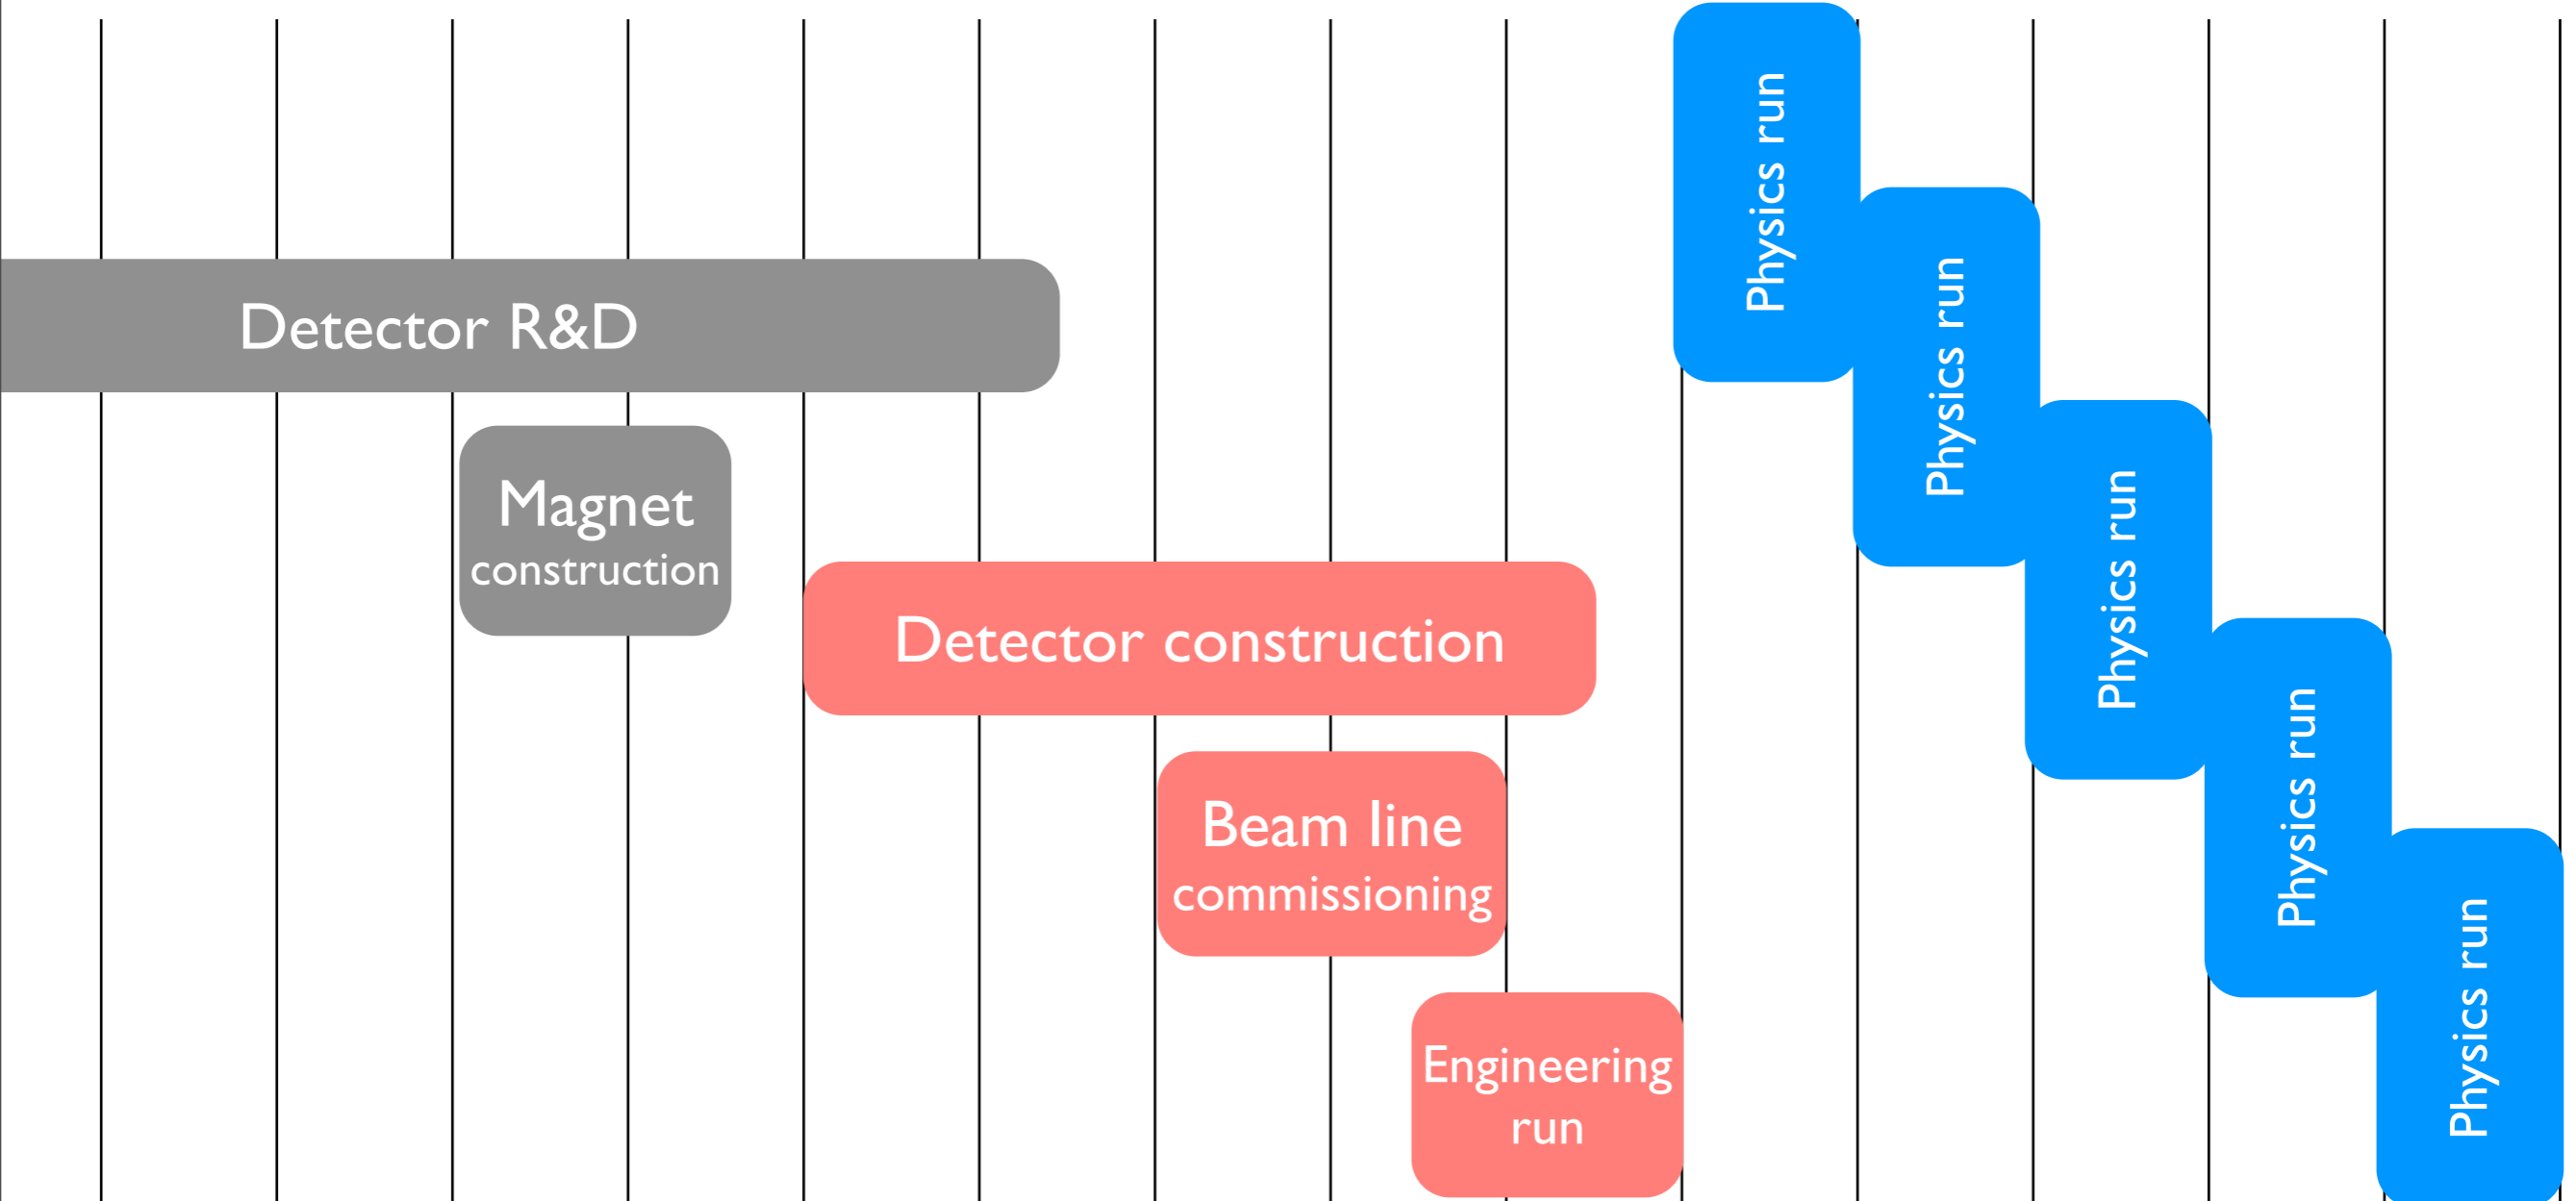 Detector R&D
Magnet
construction
Detector construction
Beam line
commissioning
Engineering
run
Physics run
Physics run
Physics run
Physics run
Physics run